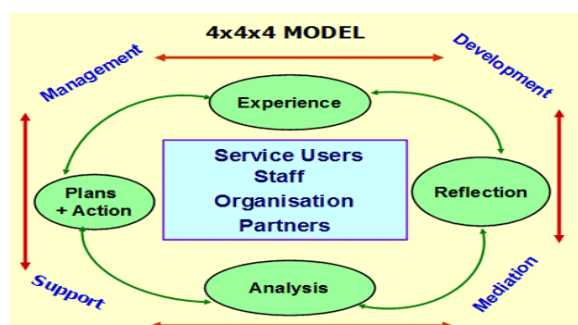 4x4x4 MODEL
Management
Development
Experience
Service Users
Staff
Organisation
Partners
Plans
+ Action
Reflection
Analysis
Support
Mediation